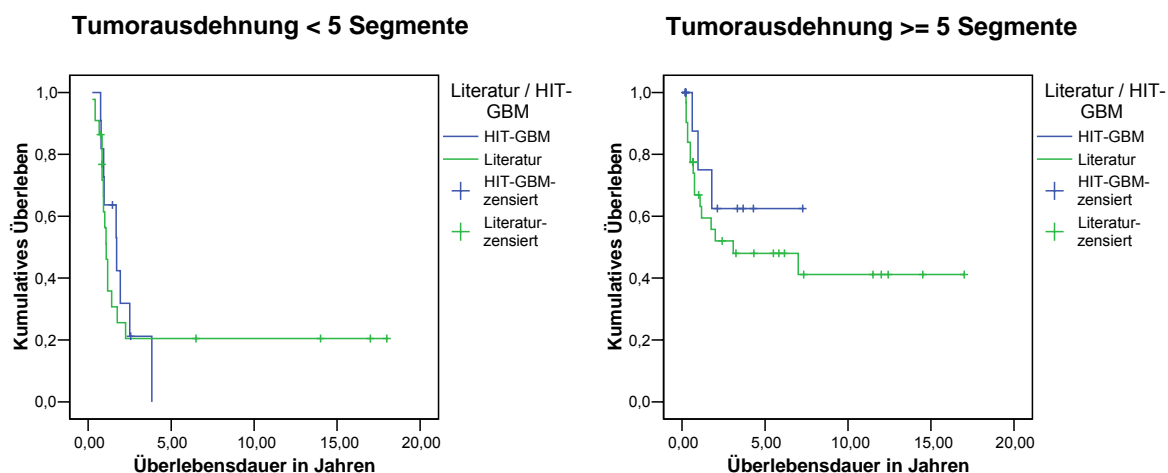 Tumorausdehnung < 5 Segmente
Kumulatives Überleben
1,0
0,8
0,6
0,4
0,2
0,0
0,00
5,00
10,00
15,00
20,00
Überlebensdauer in Jahren
Literatur / HIT-
GBM
HIT-GBM
Literatur
HIT-GBM-
zensiert
Literatur-
zensiert
Tumorausdehnung >= 5 Segmente
Kumulatives Überleben
1,0
0,8
0,6
0,4
0,2
0,0
0,00
5,00
10,00
15,00
20,00
Überlebensdauer in Jahren
Literatur / HIT-
GBM
HIT-GBM
Literatur
HIT-GBM-
zensiert
Literatur-
zensiert